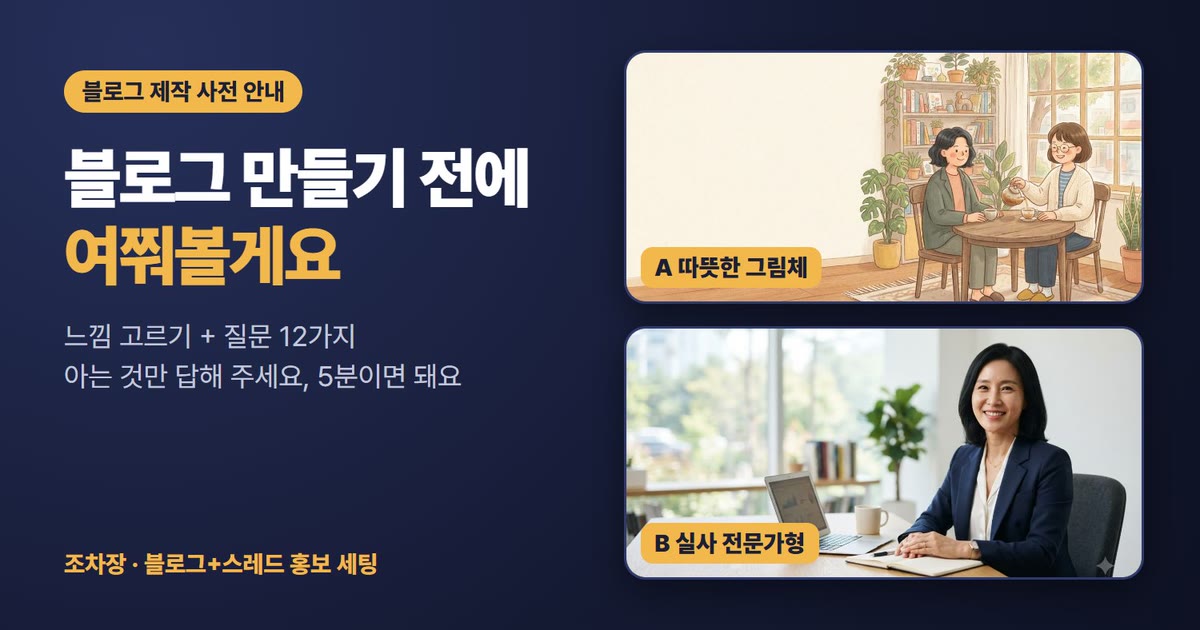 블로그 제작 사전 안내
블로그 만들기 전에
여쭤볼게요
느낌 고르기 + 질문 12가지
아는 것만 답해 주세요, 5분이면 돼요
조차장 · 블로그+스레드 홍보 세팅
A 따뜻한 그림체
B 실사 전문가형